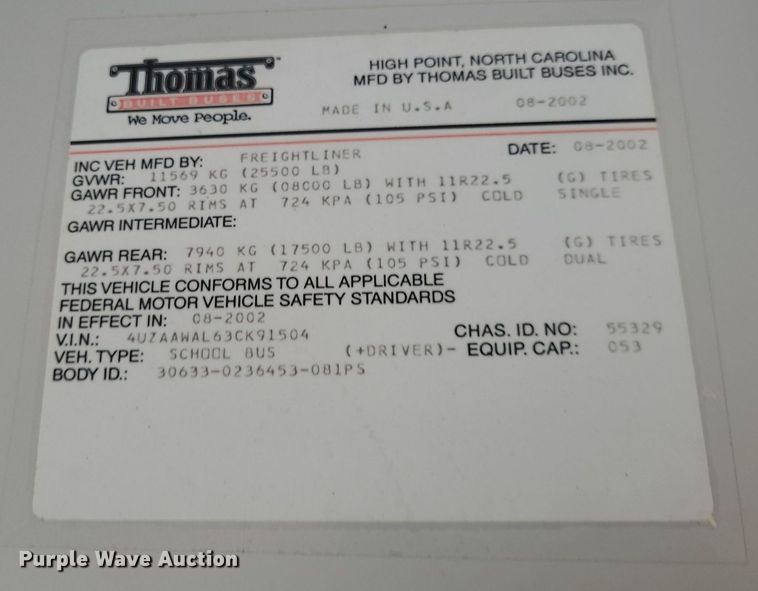 Thomas™
BUILT BUSES
We Move People.
HIGH POINT, NORTH CAROLINA
MFD BY THOMAS BUILT BUSES INC.
MADE IN U.S.A 08-2002
INC VEH MFD BY: FREIGHTLINER DATE: 08-2002
GVWR: 11569 KG (25500 LB)
GAWR FRONT: 3630 KG (08000 LB) WITH 11R22.5 (G) TIRES
22.5X7.50 RIMS AT 724 KPA (105 PSI) COLD SINGLE
GAWR INTERMEDIATE:
GAWR REAR: 7940 KG (17500 LB) WITH 11R22.5 (G) TIRES
22.5X7.50 RIMS AT 724 KPA (105 PSI) COLD DUAL
THIS VEHICLE CONFORMS TO ALL APPLICABLE
FEDERAL MOTOR VEHICLE SAFETY STANDARDS
IN EFFECT IN: 08-2002
V.I.N.: 4UZAAWAL63CK91504 CHAS. ID. NO: 55329
VEH. TYPE: SCHOOL BUS (+DRIVER)- EQUIP. CAP.: 053
BODY ID.: 30633-0236453-081PS
Purple Wave Auction